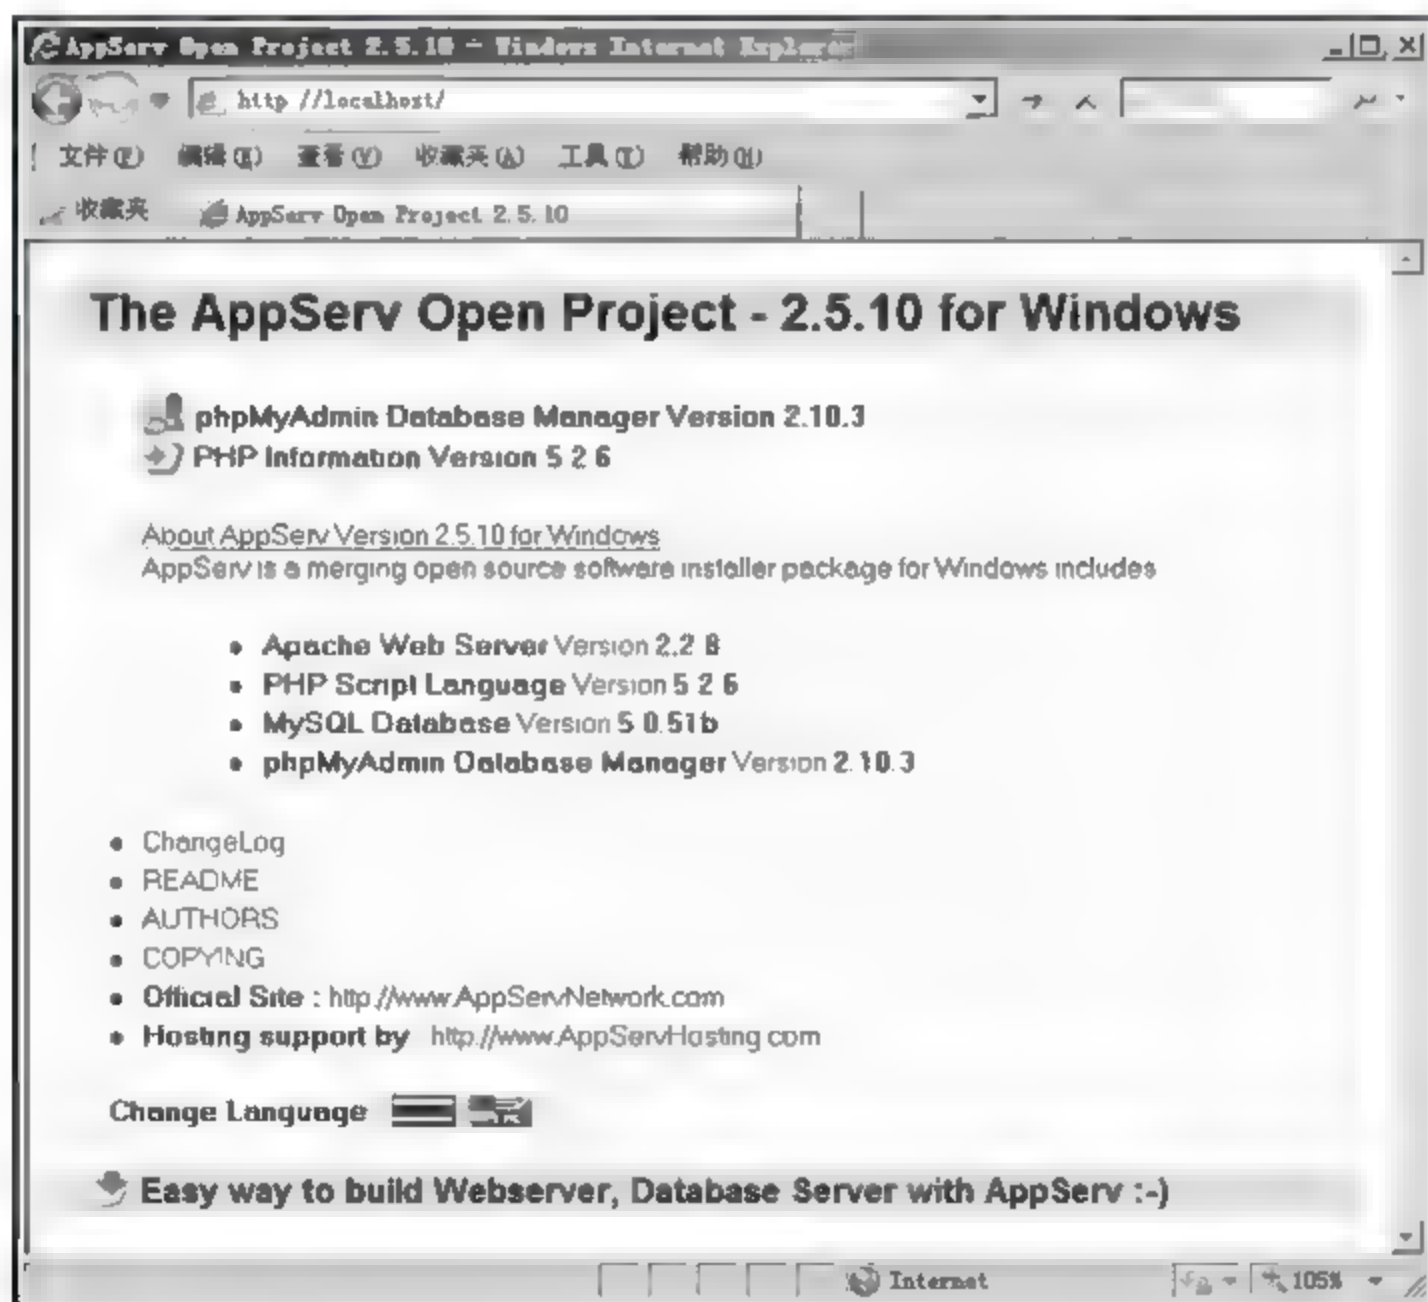 AppServ Open Project 2.5.10 - Windows Internet Explorer
http //localhost/
文件(F) 编辑(E) 查看(V) 收藏夹(A) 工具(T) 帮助(H)
收藏夹 AppServ Open Project 2.5.10
The AppServ Open Project - 2.5.10 for Windows
phpMyAdmin Database Manager Version 2.10.3
PHP Information Version 5 2 6
About AppServ Version 2.5.10 for Windows
AppServ is a merging open source software installer package for Windows includes
• Apache Web Server Version 2.2 8
• PHP Script Language Version 5 2 6
• MySQL Database Version 5 0.51b
• phpMyAdmin Database Manager Version 2.10.3
• ChangeLog
• README
• AUTHORS
• COPYING
• Official Site : http://www.AppServNetwork.com
• Hosting support by http://www.AppServHosting com
Change Language
Easy way to build Webserver, Database Server with AppServ :-)
Internet 105%